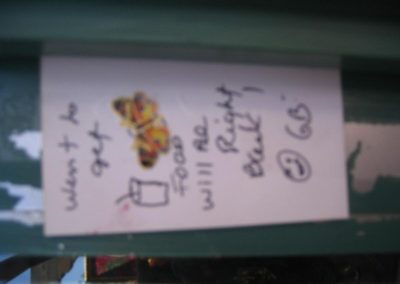 Went to
get
FOOD
will be
Right
Back!
GB